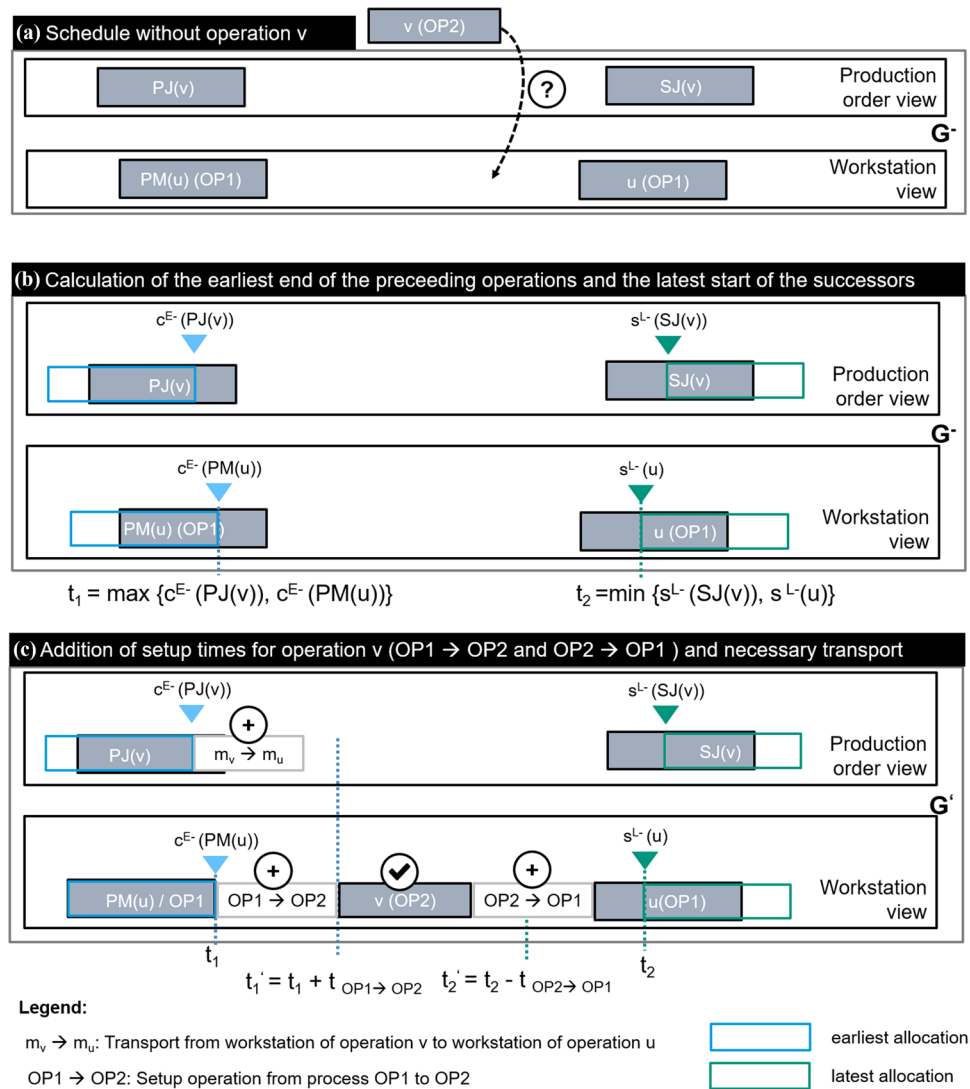 (a) Schedule without operation v
v (OP2)
PJ(v)
?
SJ(v)
Production
order view
G-
PM(u) (OP1)
u (OP1)
Workstation
view
(b) Calculation of the earliest end of the preceeding operations and the latest start of the successors
cE-(PJ(v))
sL-(SJ(v))
PJ(v)
SJ(v)
Production
order view
G-
cE-(PM(u))
sL-(u)
PM(u) (OP1)
u (OP1)
Workstation
view
t1 = max {cE-(PJ(v)), cE-(PM(u))}
t2 =min {sL-(SJ(v)), s L-(u)}
(c) Addition of setup times for operation v (OP1 → OP2 and OP2 → OP1 ) and necessary transport
cE-(PJ(v))
sL-(SJ(v))
+
PJ(v)
mv → mu
SJ(v)
Production
order view
G‘
cE-(PM(u))
sL-(u)
+
+
PM(u) / OP1
OP1 → OP2
v (OP2)
OP2 → OP1
u(OP1)
Workstation
view
t1
t2
t1‘ = t1 + t OP1→ OP2
t2‘ = t2 - t OP2→ OP1
Legend:
mv → mu: Transport from workstation of operation v to workstation of operation u
earliest allocation
OP1 → OP2: Setup operation from process OP1 to OP2
latest allocation